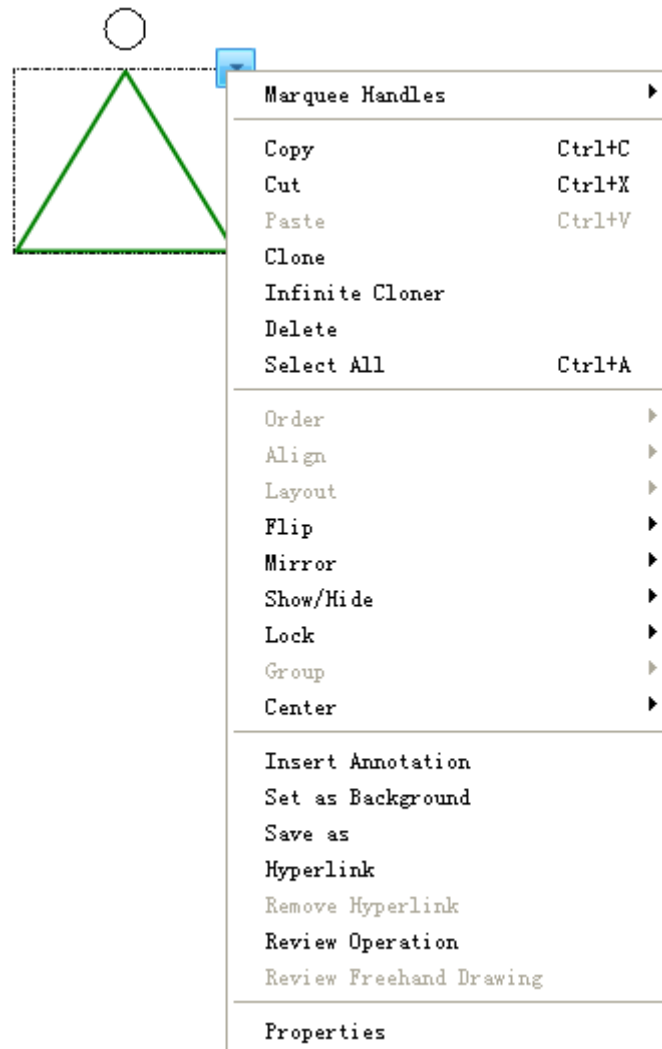 Marquee Handles
Copy Ctrl+C
Cut Ctrl+X
Paste Ctrl+V
Clone
Infinite Cloner
Delete
Select All Ctrl+A
Order
Align
Layout
Flip
Mirror
Show/Hide
Lock
Group
Center
Insert Annotation
Set as Background
Save as
Hyperlink
Remove Hyperlink
Review Operation
Review Freehand Drawing
Properties